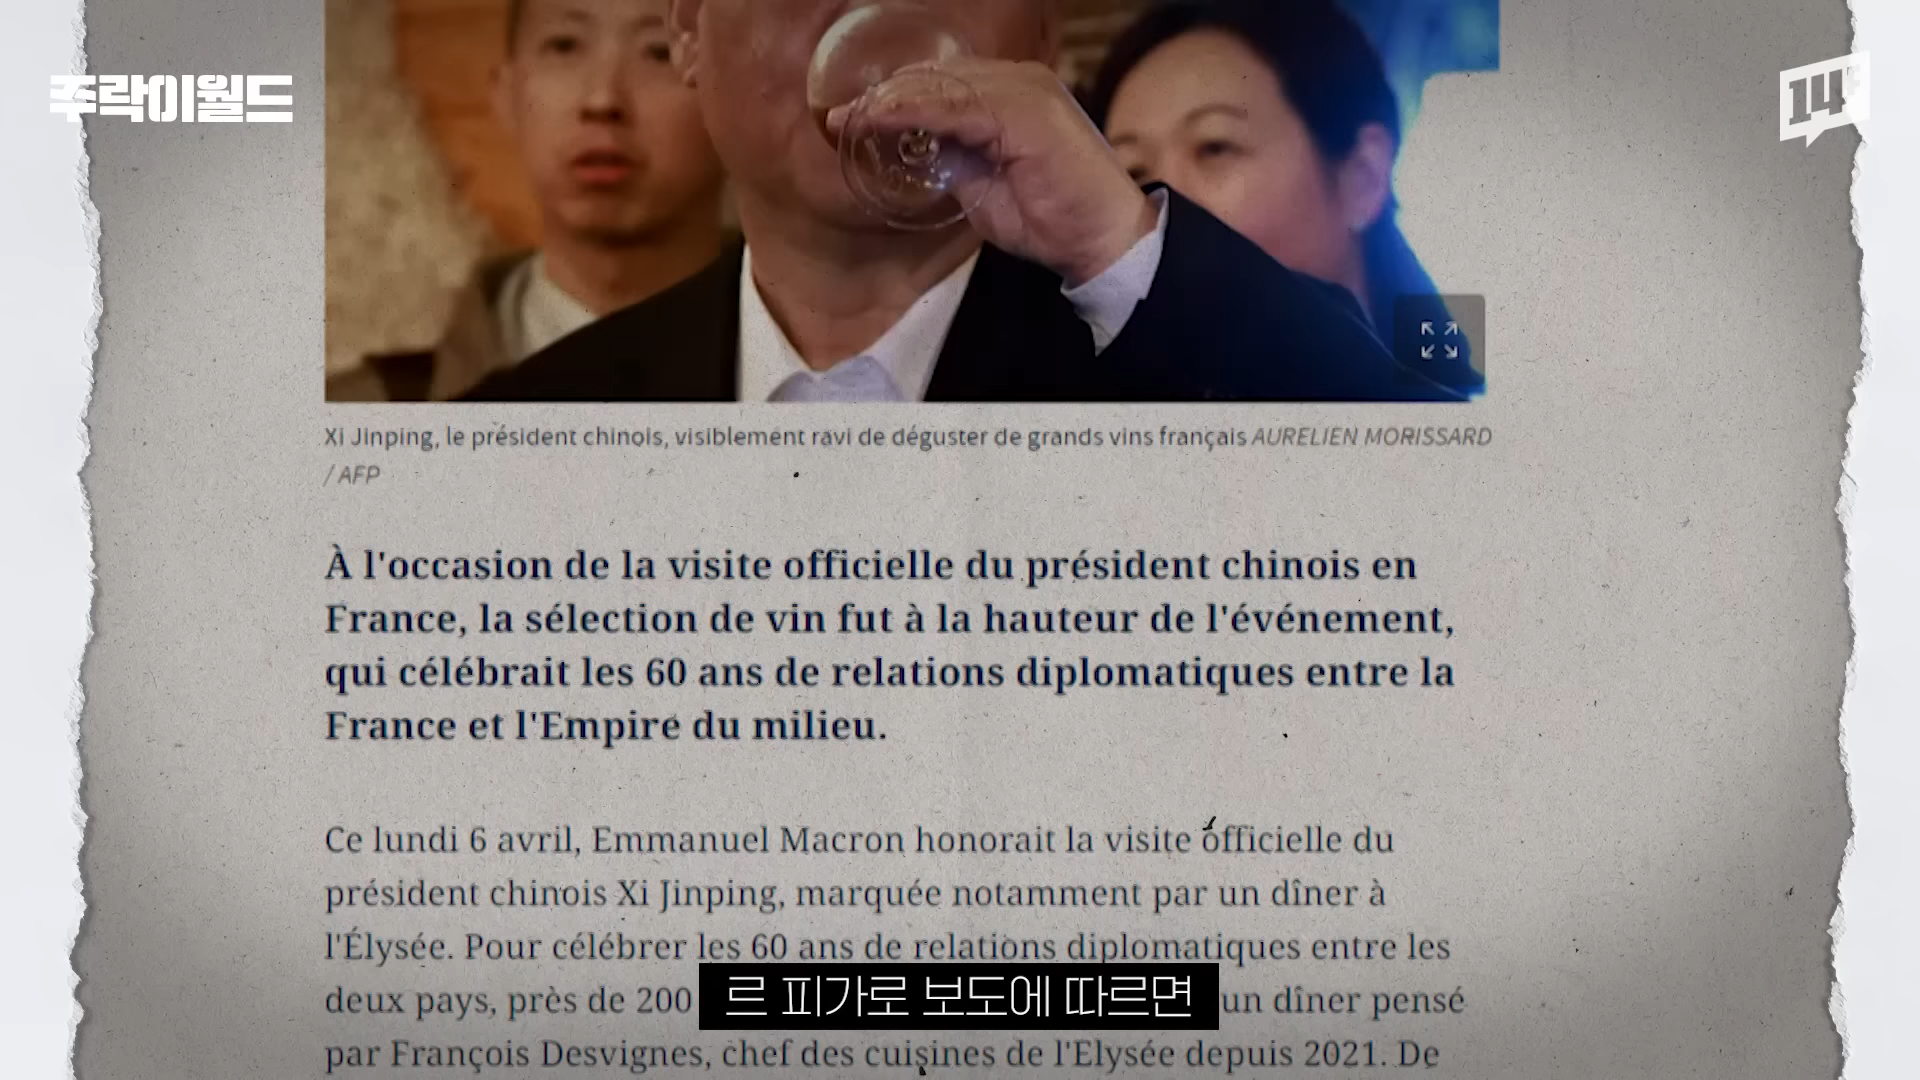 주락이월드
14F
Xi Jinping, le président chinois, visiblement ravi de déguster de grands vins français AURELIEN MORISSARD
/ AFP
À l'occasion de la visite officielle du président chinois en
France, la sélection de vin fut à la hauteur de l'événement,
qui célébrait les 60 ans de relations diplomatiques entre la
France et l'Empire du milieu.
Ce lundi 6 avril, Emmanuel Macron honorait la visite officielle du
président chinois Xi Jinping, marquée notamment par un dîner à
l'Élysée. Pour célébrer les 60 ans de relations diplomatiques entre les
deux pays, près de 200 un dîner pensé
르 피가로 보도에 따르면
par François Desvignes, chef des cuisines de l'Elysée depuis 2021. De